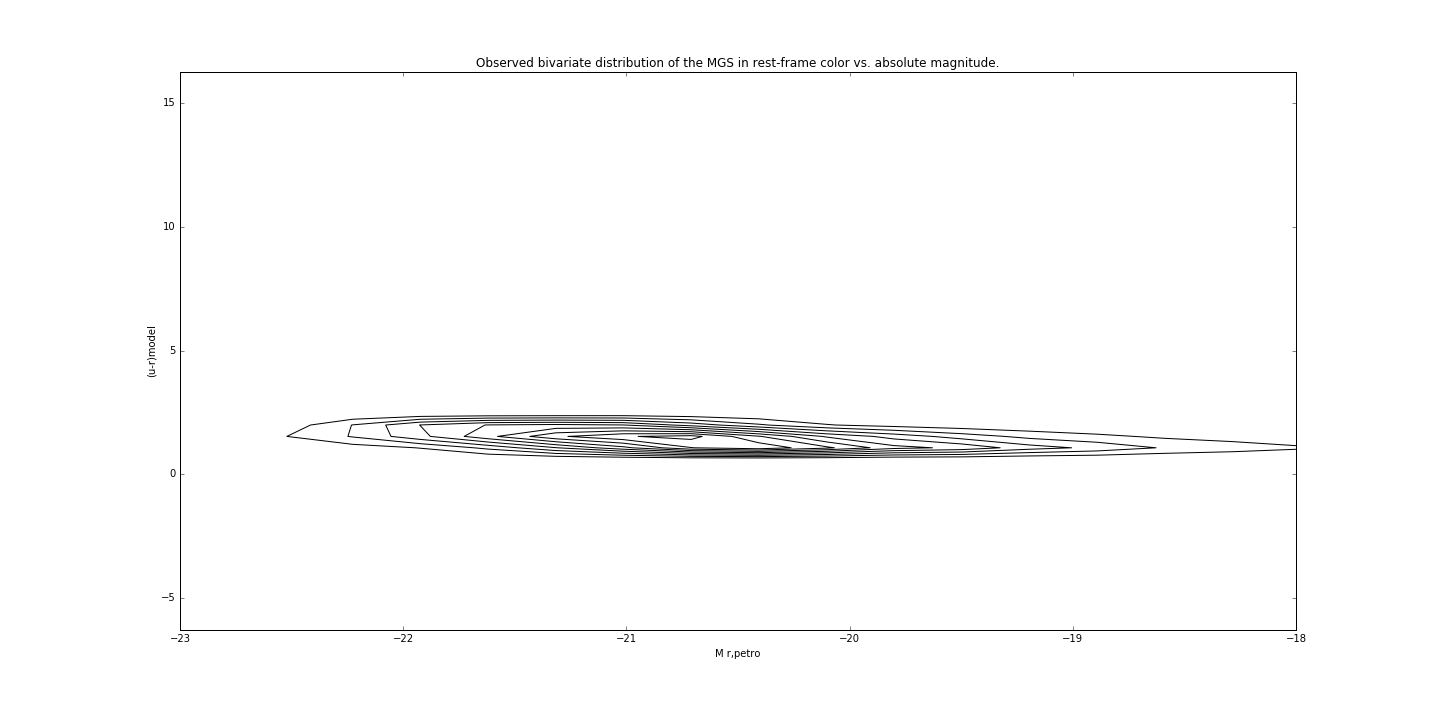 Observed bivariate distribution of the MGS in rest-frame color vs. absolute magnitude.
15
10
5
0
−5
(u-r)model
−23 −22 −21 −20 −19 −18
M r,petro